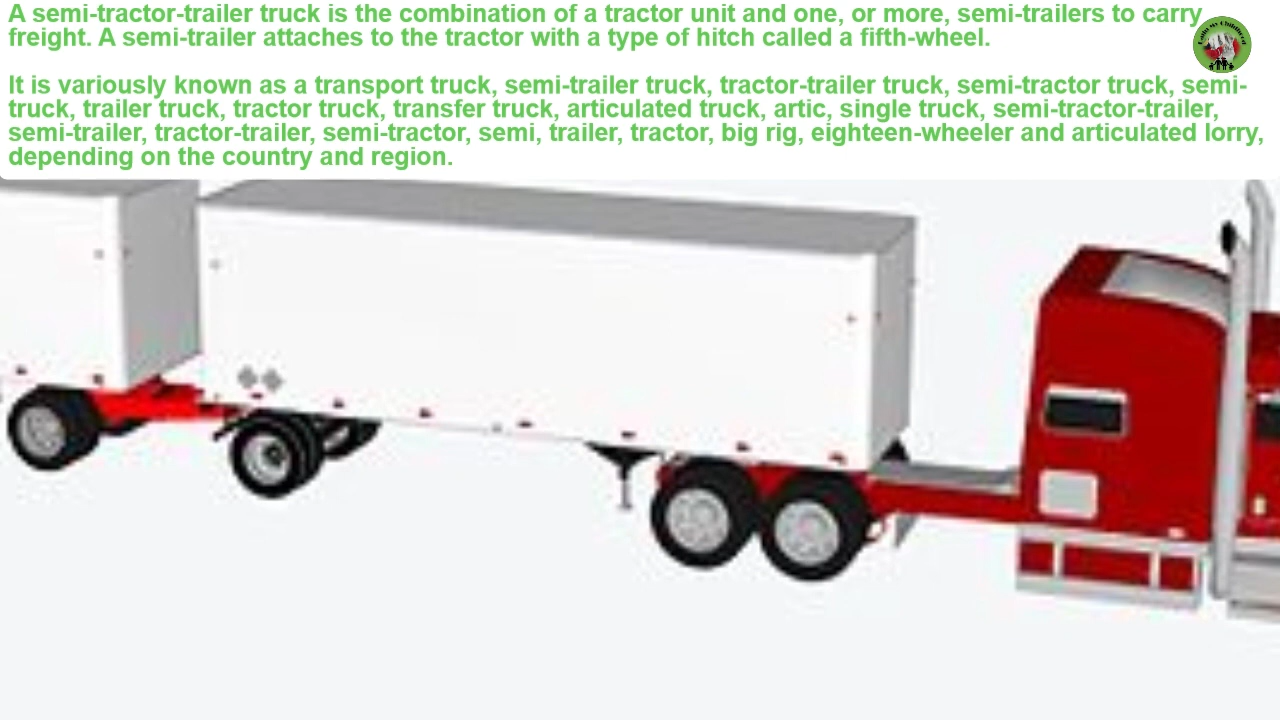 A semi-tractor-trailer truck is the combination of a tractor unit and one, or more, semi-trailers to carry
freight. A semi-trailer attaches to the tractor with a type of hitch called a fifth-wheel.
It is variously known as a transport truck, semi-trailer truck, tractor-trailer truck, semi-tractor truck, semi-
truck, trailer truck, tractor truck, transfer truck, articulated truck, artic, single truck, semi-tractor-trailer,
semi-trailer, tractor-trailer, semi-tractor, semi, trailer, tractor, big rig, eighteen-wheeler and articulated lorry,
depending on the country and region.